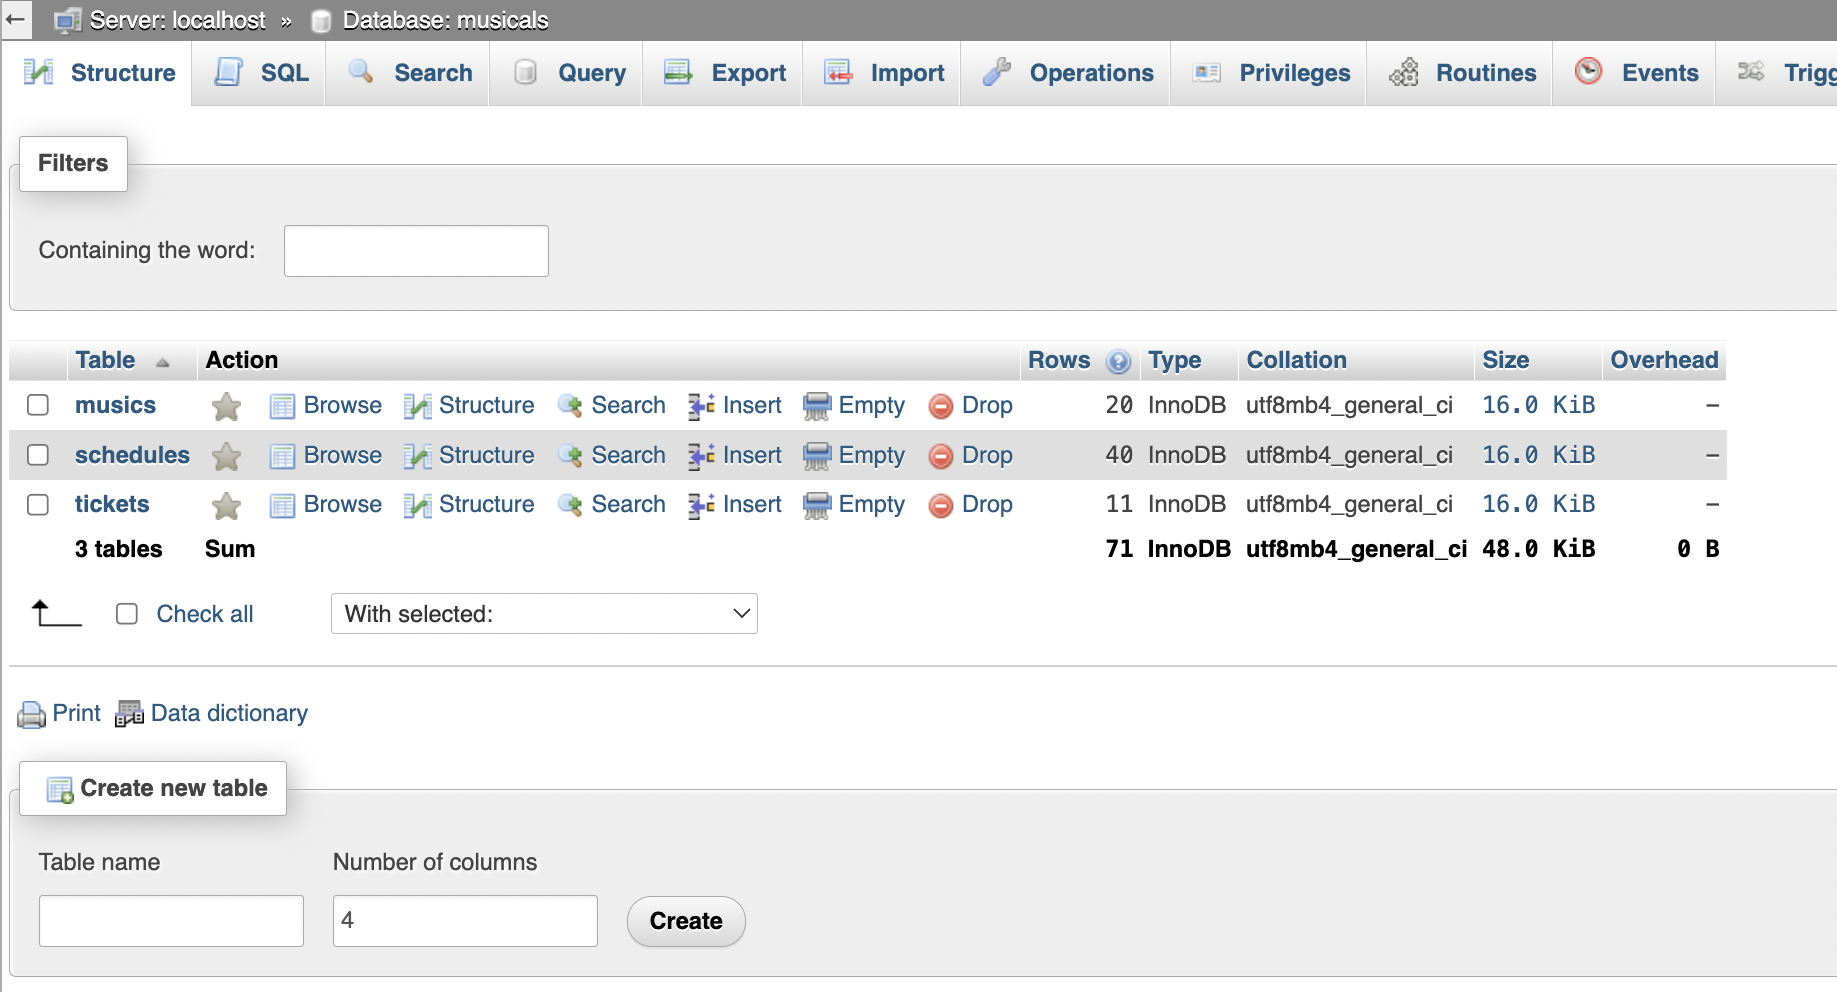 Server: localhost » Database: musicals
Structure SQL Search Query Export Import Operations Privileges Routines Events Trigg
Filters
Containing the word:
Table Action Rows Type Collation Size Overhead
musics Browse Structure Search Insert Empty Drop 20 InnoDB utf8mb4_general_ci 16.0 KiB –
schedules Browse Structure Search Insert Empty Drop 40 InnoDB utf8mb4_general_ci 16.0 KiB –
tickets Browse Structure Search Insert Empty Drop 11 InnoDB utf8mb4_general_ci 16.0 KiB –
3 tables Sum 71 InnoDB utf8mb4_general_ci 48.0 KiB 0 B
Check all With selected:
Print Data dictionary
Create new table
Table name Number of columns
4 Create